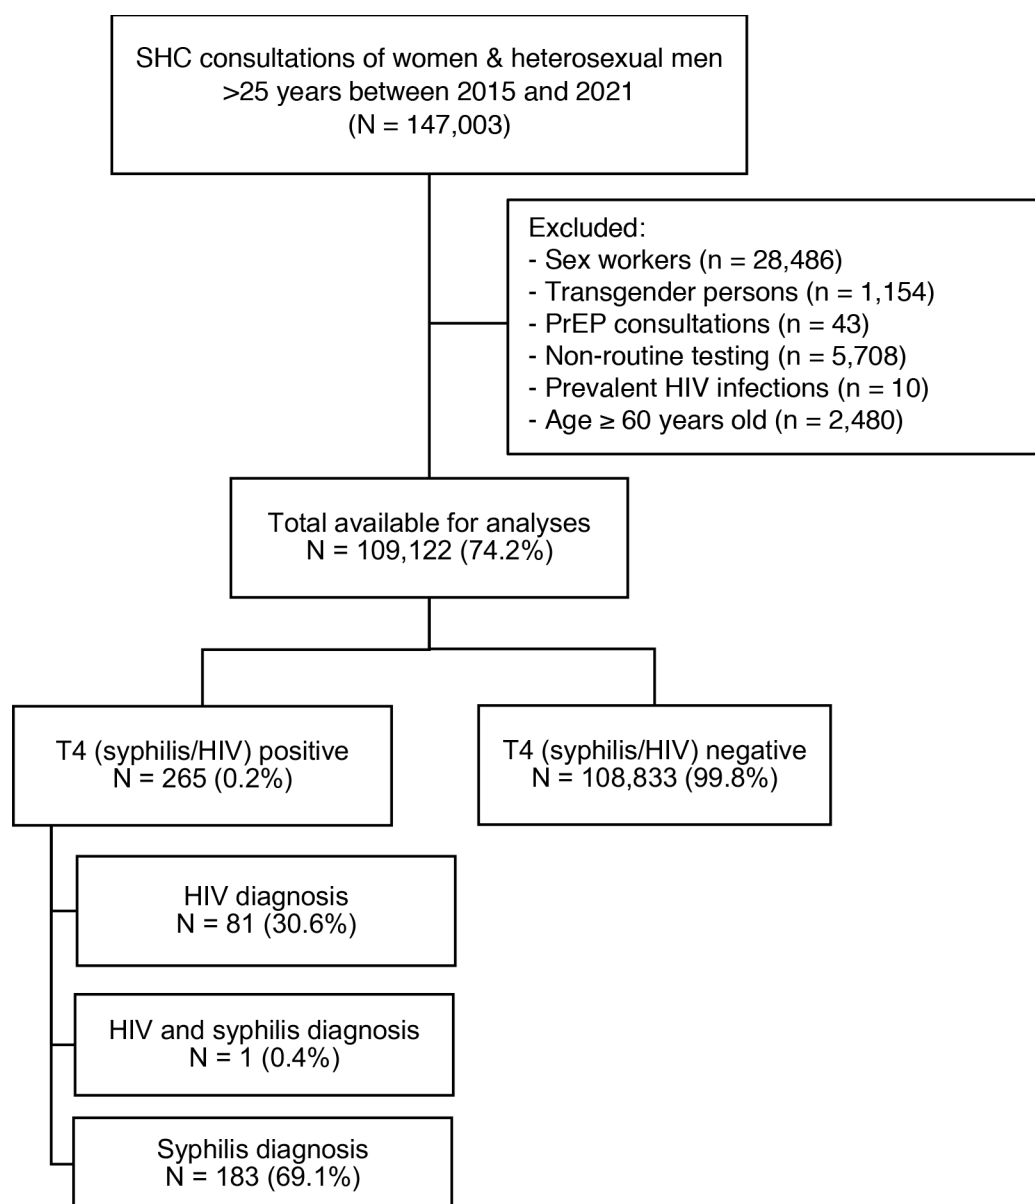 SHC consultations of women & heterosexual men
>25 years between 2015 and 2021
(N = 147,003)
Excluded:
- Sex workers (n = 28,486)
- Transgender persons (n = 1,154)
- PrEP consultations (n = 43)
- Non-routine testing (n = 5,708)
- Prevalent HIV infections (n = 10)
- Age ≥ 60 years old (n = 2,480)
Total available for analyses
N = 109,122 (74.2%)
T4 (syphilis/HIV) positive
N = 265 (0.2%)
T4 (syphilis/HIV) negative
N = 108,833 (99.8%)
HIV diagnosis
N = 81 (30.6%)
HIV and syphilis diagnosis
N = 1 (0.4%)
Syphilis diagnosis
N = 183 (69.1%)